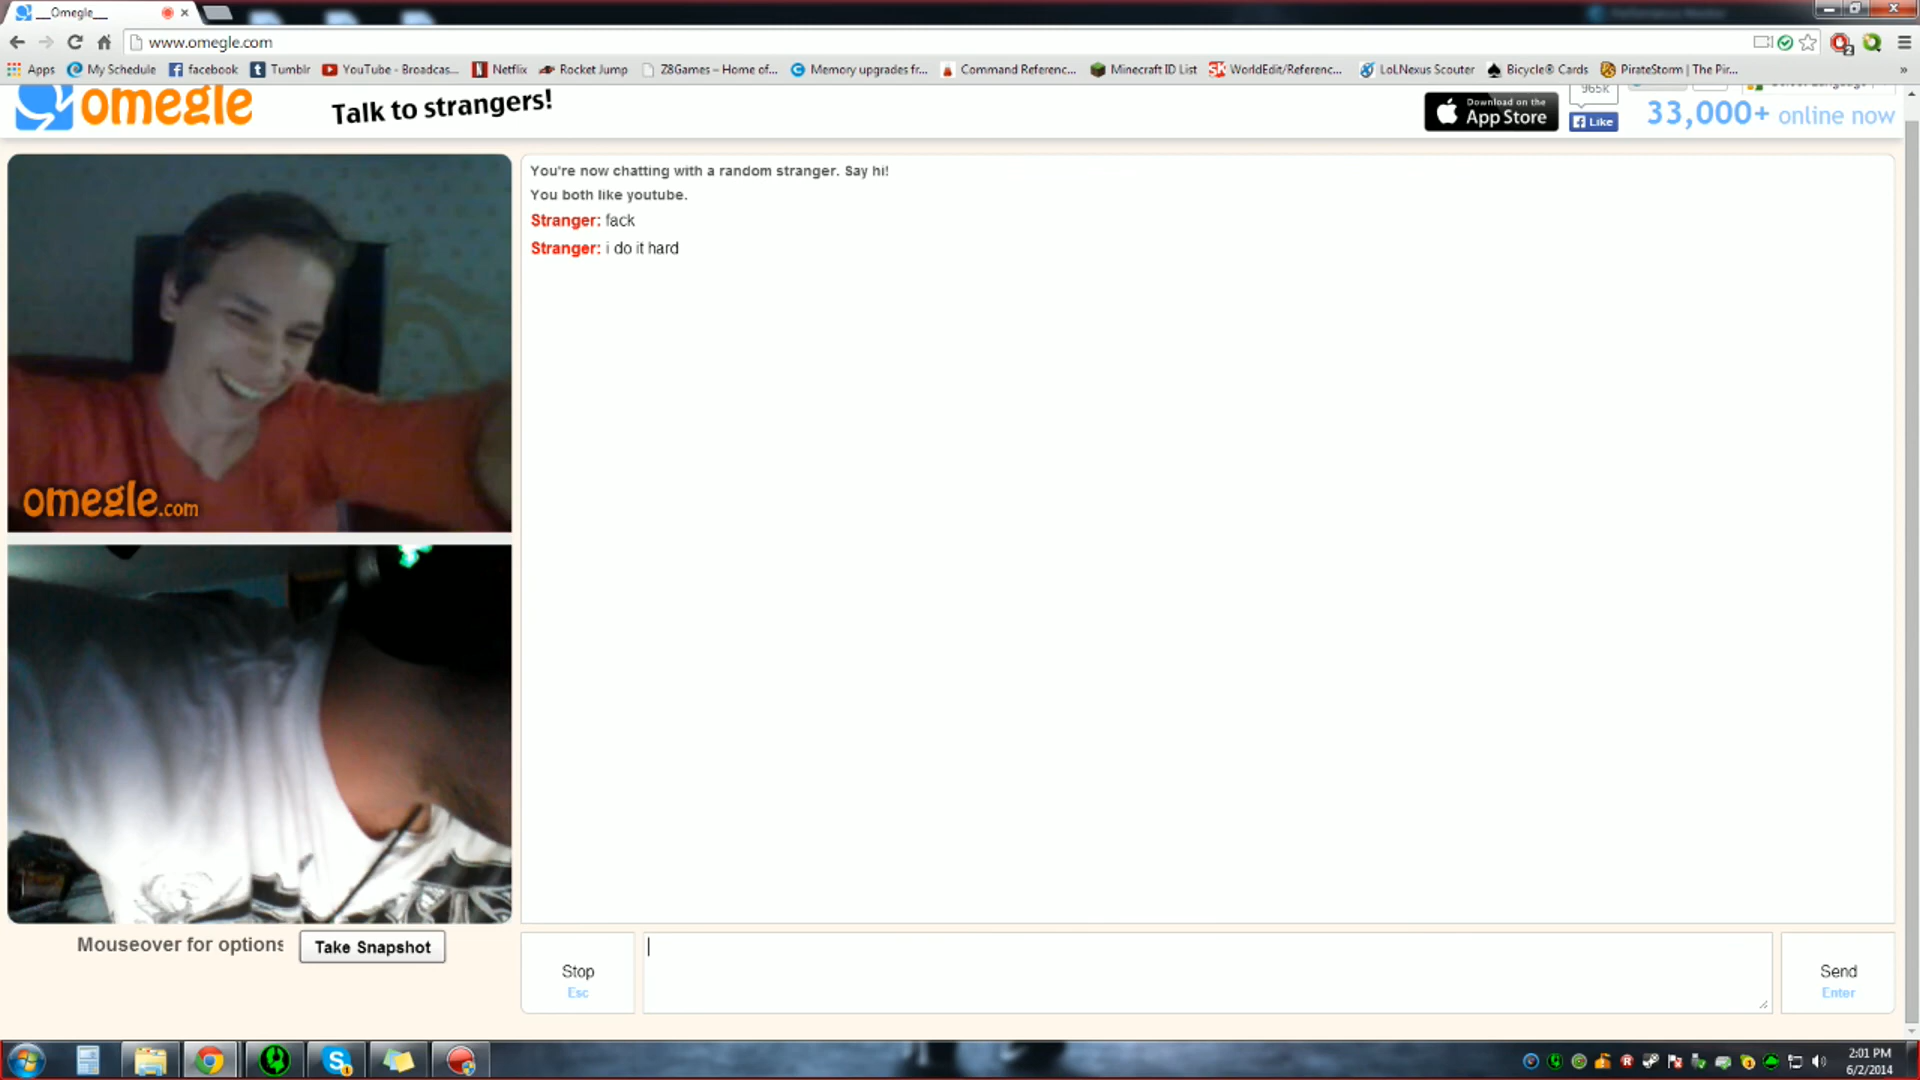 __Omegle__
www.omegle.com
Apps My Schedule facebook Tumblr YouTube - Broadcas... Netflix Rocket Jump Z8Games – Home of... Memory upgrades fr... Command Referenc... Minecraft ID List WorldEdit/Referenc... LoLNexus Scouter Bicycle® Cards PirateStorm | The Pir... »
omegle
Talk to strangers!
Download on the
App Store
965k
Like
33,000+ online now
omegle.com
You're now chatting with a random stranger. Say hi!
You both like youtube.
Stranger: fack
Stranger: i do it hard
Mouseover for options
Take Snapshot
Stop
Esc
Send
Enter
2:01 PM
6/2/2014